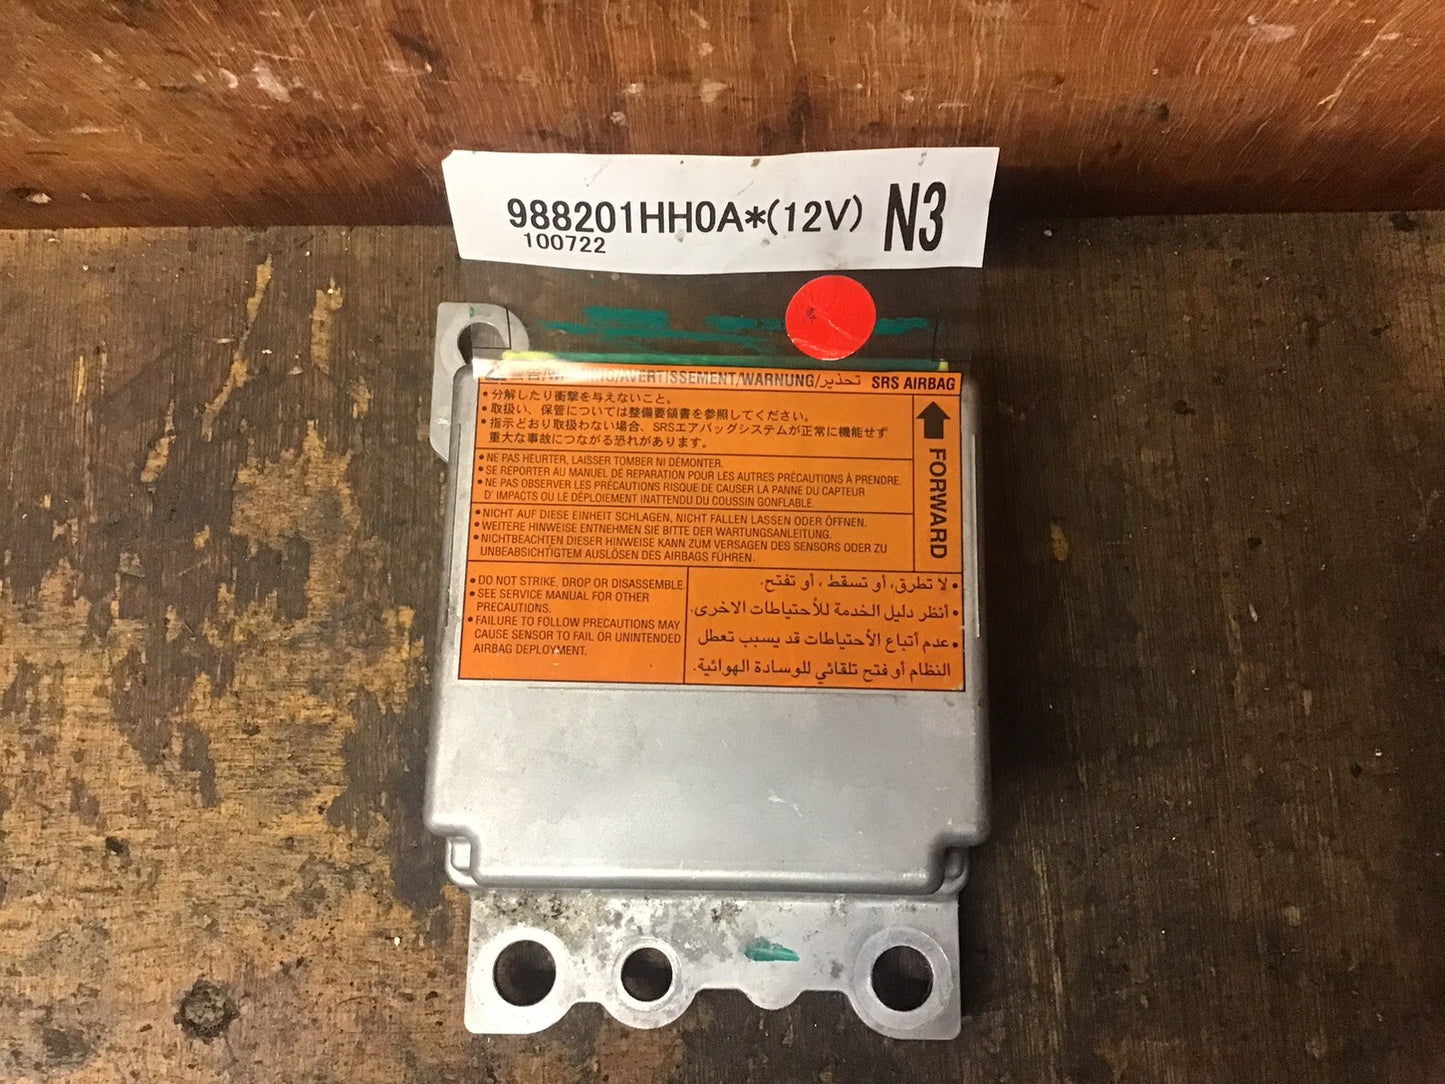 988201HH0A*(12V) N3
100722
警告/WARNING/AVERTISSEMENT/WARNUNG/تحذير SRS AIRBAG
• 分解したり衝撃を与えないこと。
• 取扱い、保管については整備要領書を参照してください。
• 指示どおり取扱わない場合、SRSエアバッグシステムが正常に機能せず
重大な事故につながる恐れがあります。
FORWARD
• NE PAS HEURTER, LAISSER TOMBER NI DÉMONTER.
• SE REPORTER AU MANUEL DE REPARATION POUR LES AUTRES PRÉCAUTIONS À PRENDRE.
• NE PAS OBSERVER LES PRÉCAUTIONS RISQUE DE CAUSER LA PANNE DU CAPTEUR
D' IMPACTS OU LE DÉPLOIEMENT INATTENDU DU COUSSIN GONFLABLE.
• NICHT AUF DIESE EINHEIT SCHLAGEN, NICHT FALLEN LASSEN ODER ÖFFNEN.
• WEITERE HINWEISE ENTNEHMEN SIE BITTE DER WARTUNGSANLEITUNG.
• NICHTBEACHTEN DIESER HINWEISE KANN ZUM VERSAGEN DES SENSORS ODER ZU
UNBEABSICHTIGTEM AUSLÖSEN DES AIRBAGS FÜHREN.
• DO NOT STRIKE, DROP OR DISASSEMBLE.
• SEE SERVICE MANUAL FOR OTHER
PRECAUTIONS.
• FAILURE TO FOLLOW PRECAUTIONS MAY
CAUSE SENSOR TO FAIL OR UNINTENDED
AIRBAG DEPLOYMENT.
• لا تطرق، أو تسقط ، أو تفتح.
• أنظر دليل الخدمة للأحتياطات الاخرى.
• عدم أتباع الأحتياطات قد يسبب تعطل
النظام أو فتح تلقائي للوسادة الهوائية.